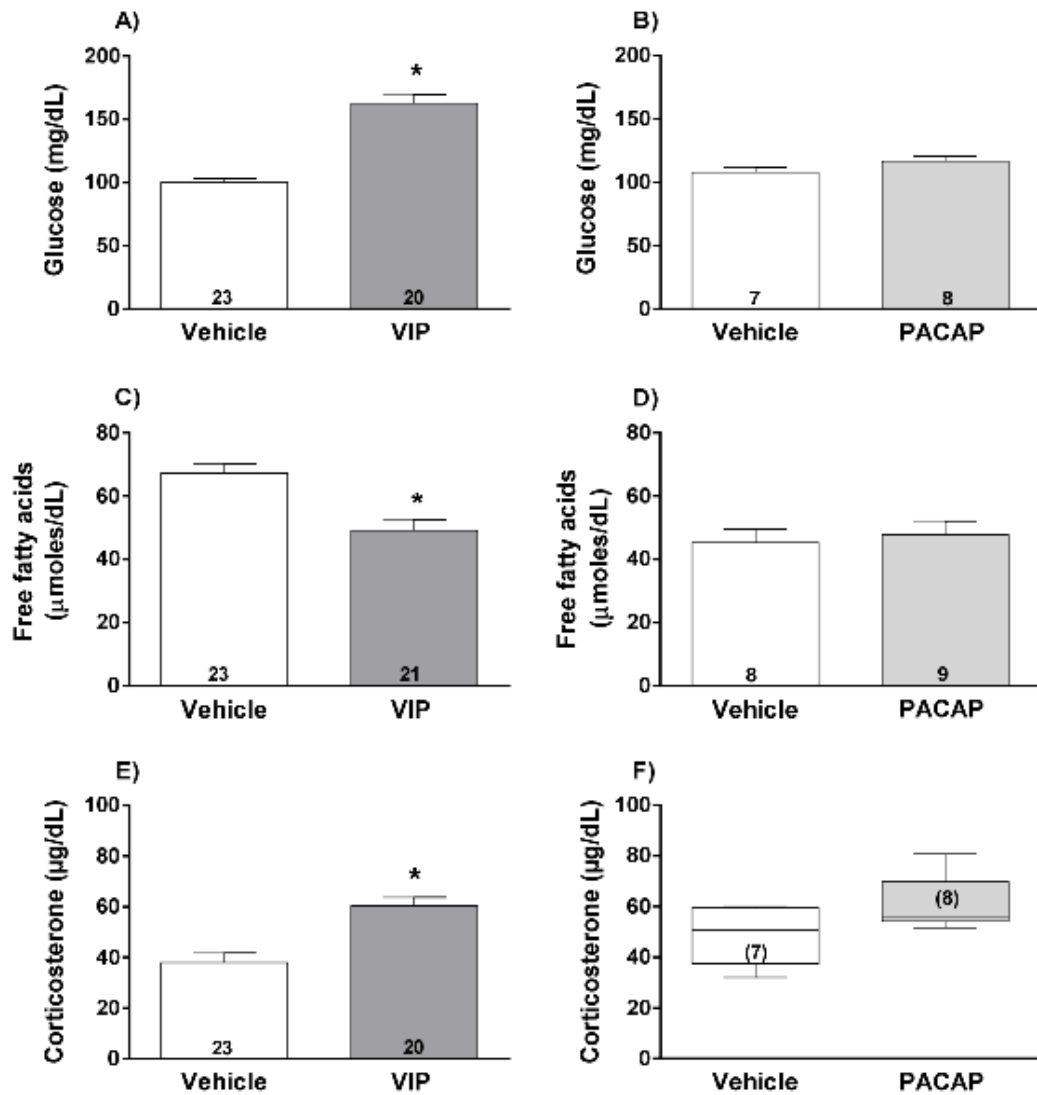 A)
Glucose (mg/dL)
200
150
100
50
0
*
23
20
Vehicle
VIP
B)
Glucose (mg/dL)
200
150
100
50
0
7
8
Vehicle
PACAP
C)
Free fatty acids
(μmoles/dL)
80
60
40
20
0
*
23
21
Vehicle
VIP
D)
Free fatty acids
(μmoles/dL)
80
60
40
20
0
8
9
Vehicle
PACAP
E)
Corticosterone (μg/dL)
100
80
60
40
20
0
*
23
20
Vehicle
VIP
F)
Corticosterone (μg/dL)
100
80
60
40
20
0
(7)
(8)
Vehicle
PACAP